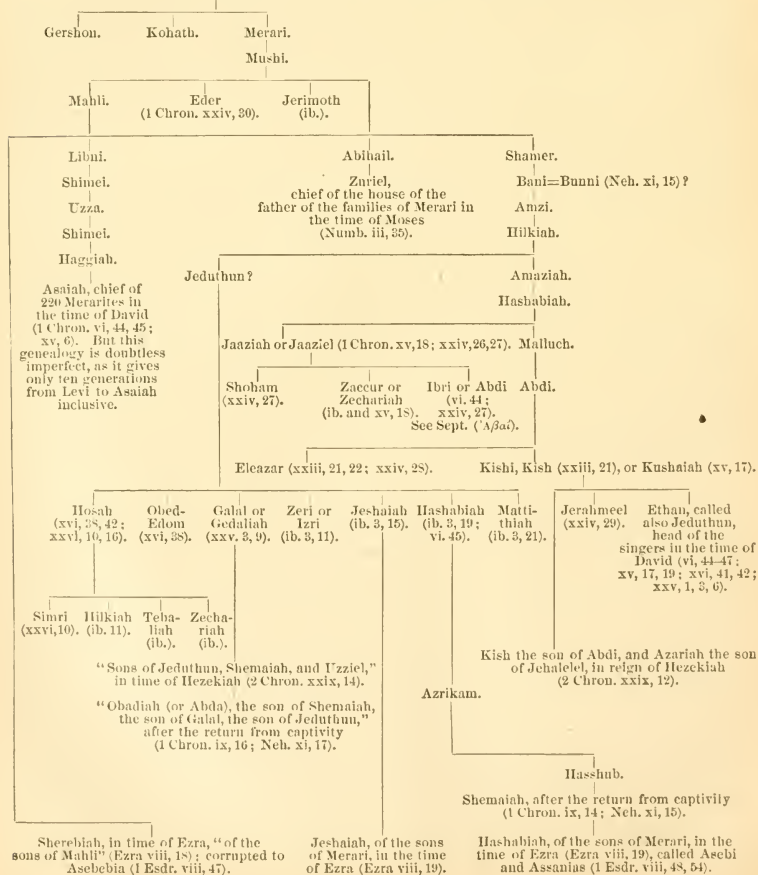 Gershon. Kohath. Merari.
Mushi.
Mahli. Eder Jerimoth
(1 Chron. xxiv, 30). (ib.).
Libni. Abihail. Shamer.
Shimei. Zuriel, Bani=Bunni (Neh. xi, 15)?
chief of the house of the
Uzza. father of the families of Merari in Amzi.
the time of Moses
Shimei. (Numb. iii, 35). Hilkiah.
Haggiah. Jeduthun? Amaziah.
Asaiah, chief of
220 Merarites in Hashabiah.
the time of David
(1 Chron. vi, 44, 45;
xv, 6). But this Jaaziah or Jaaziel (1 Chron. xv, 18; xxiv, 26, 27). Malluch.
genealogy is doubtless
imperfect, as it gives
only ten generations Shoham Zaccur or Ibri or Abdi Abdi.
from Levi to Asaiah (xxiv, 27). Zechariah (vi. 44;
inclusive. (ib. and xv, 18). xxiv, 27).
See Sept. (Ἀβαΐ).
Eleazar (xxiii, 21, 22; xxiv, 28). Kishi, Kish (xxiii, 21), or Kushaiah (xv, 17).
Hosah Obed- Galal or Zeri or Jeshaiah Hashabiah Matti- Jerahmeel Ethan, called
(xvi, 38, 42; Edom Gedaliah Izri (ib. 3, 15). (ib. 3, 19; thiah (xxiv, 29). also Jeduthun,
xxvi, 10, 16). (xvi, 38). (xxv. 3, 9). (ib. 3, 11). vi. 45). (ib. 3, 21). head of the
singers in the time of
David (vi, 44-47;
xv, 17, 19; xvi, 41, 42;
xxv, 1, 3, 6).
Simri Hilkiah Teba- Zecha-
(xxvi, 10). (ib. 11). liah riah
(ib.). (ib.).
"Sons of Jeduthun, Shemaiah, and Uzziel,"
in time of Hezekiah (2 Chron. xxix, 14).
Kish the son of Abdi, and Azariah the son
of Jehalelel, in reign of Hezekiah
(2 Chron. xxix, 12).
Azrikam.
"Obadiah (or Abda), the son of Shemaiah,
the son of Galal, the son of Jeduthun,"
after the return from captivity
(1 Chron. ix, 16; Neh. xi, 17).
Hasshub.
Shemaiah, after the return from captivity
(1 Chron. ix, 14; Neh. xi, 15).
Sherebiah, in time of Ezra, "of the Jeshaiah, of the sons Hashabiah, of the sons of Merari, in the
sons of Mahli" (Ezra viii, 18); corrupted to of Merari, in the time time of Ezra (Ezra viii, 19), called Asebi
Asebebia (1 Esdr. viii, 47). of Ezra (Ezra viii, 19). and Assanias (1 Esdr. viii, 48, 54).